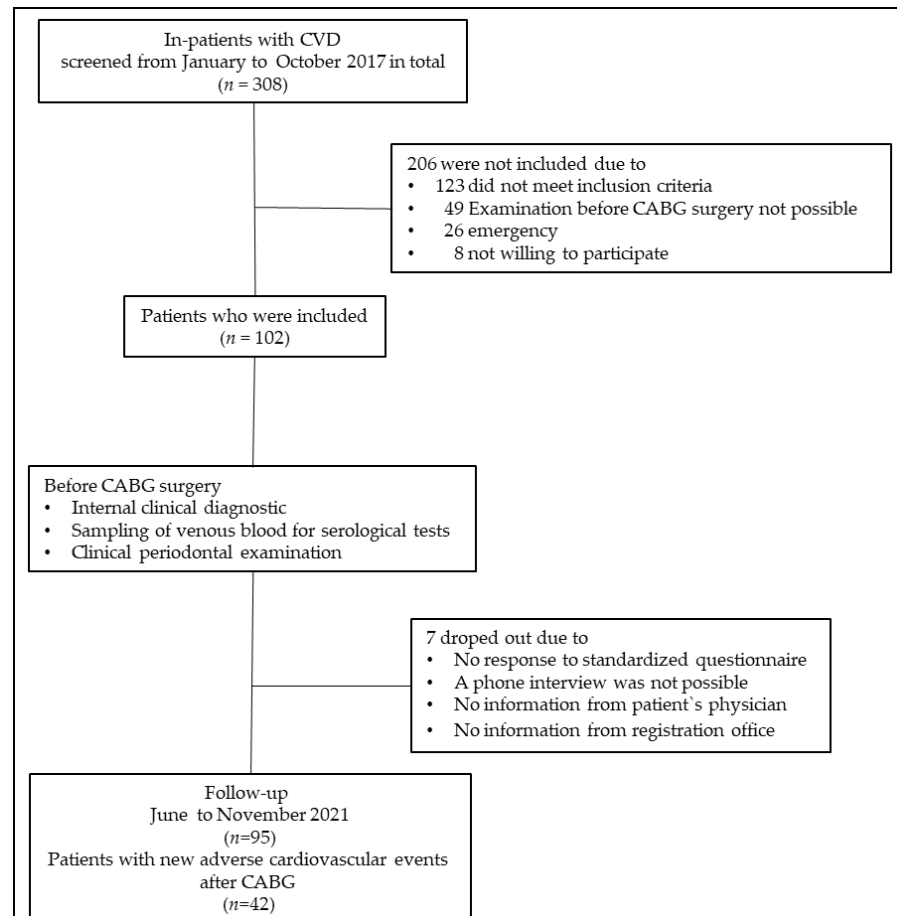 In-patients with CVD
screened from January to October 2017 in total
(n = 308)
206 were not included due to
• 123 did not meet inclusion criteria
• 49 Examination before CABG surgery not possible
• 26 emergency
• 8 not willing to participate
Patients who were included
(n = 102)
Before CABG surgery
• Internal clinical diagnostic
• Sampling of venous blood for serological tests
• Clinical periodontal examination
7 droped out due to
• No response to standardized questionnaire
• A phone interview was not possible
• No information from patient`s physician
• No information from registration office
Follow-up
June to November 2021
(n=95)
Patients with new adverse cardiovascular events
after CABG
(n=42)